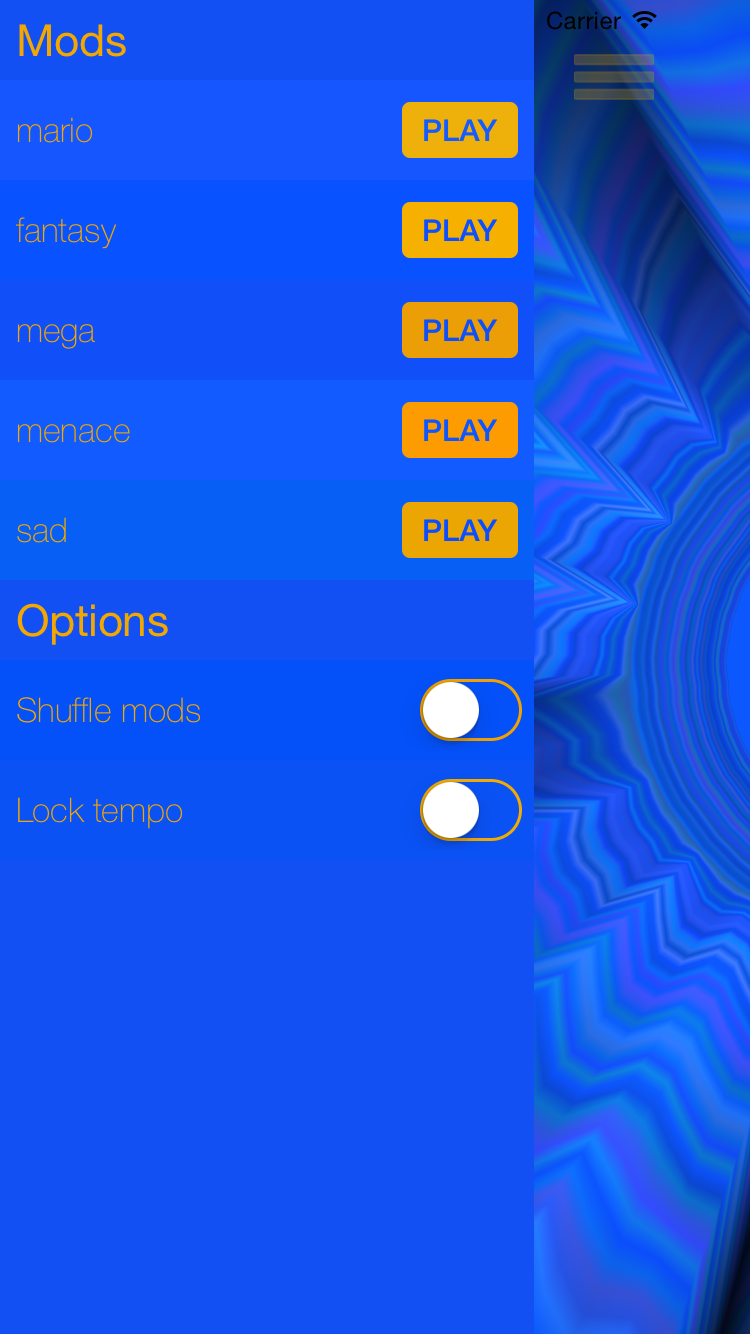 Carrier
Mods
mario PLAY
fantasy PLAY
mega PLAY
menace PLAY
sad PLAY
Options
Shuffle mods
Lock tempo